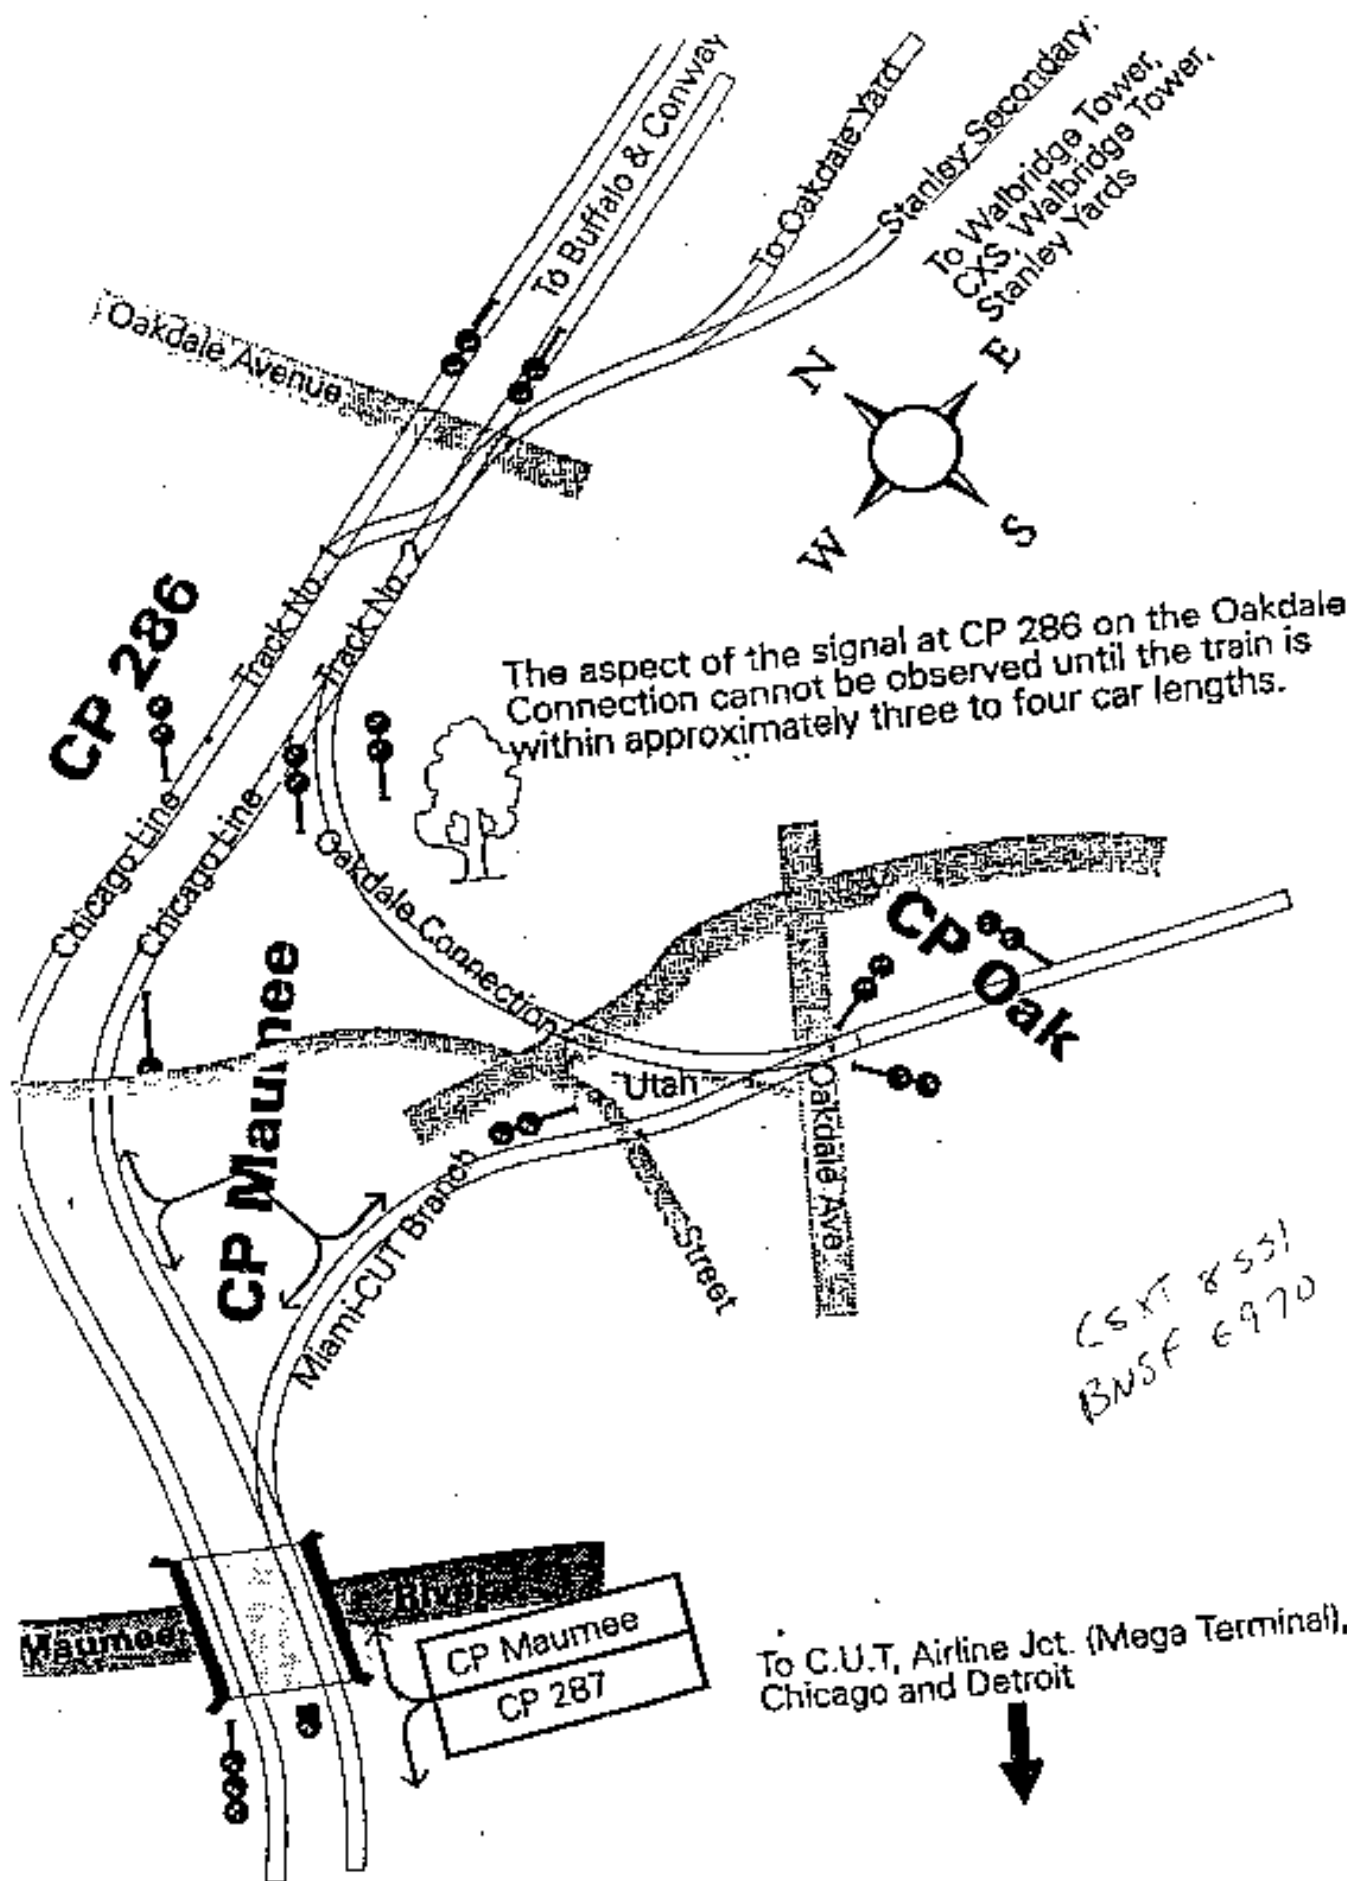 To Buffalo & Conway
To Oakdale Yard
Stanley Secondary:
To Walbridge Tower,
CXS, Walbridge Tower,
Stanley Yards
Oakdale Avenue
N
E
W
S
CP 286
Track No.
Track No.
The aspect of the signal at CP 286 on the Oakdale
Connection cannot be observed until the train is
within approximately three to four car lengths.
Chicago Line
Chicago Line
Oakdale Connection
CP Oak
CP Maumee
Utah
Street
Oakdale Ave.
Miami-CUT Branch
CSXT 8551
BNSF 6970
Maumee
River
CP Maumee
CP 287
To C.U.T, Airline Jct. (Mega Terminal),
Chicago and Detroit